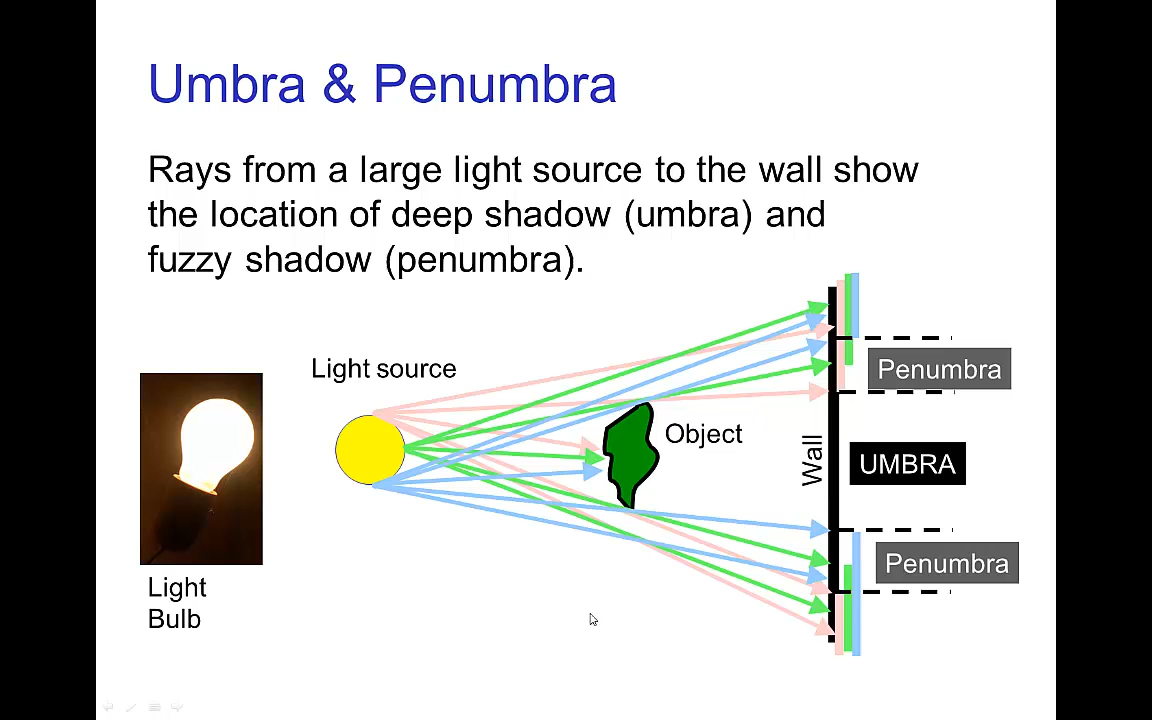 Umbra & Penumbra
Rays from a large light source to the wall show
the location of deep shadow (umbra) and
fuzzy shadow (penumbra).
Light source
Penumbra
Object
Wall
UMBRA
Penumbra
Light
Bulb